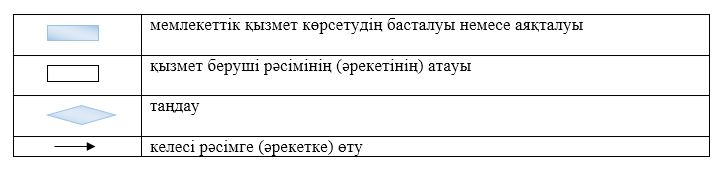 мемлекеттік қызмет көрсетудің басталуы немесе аяқталуы
қызмет беруші рәсімінің (әрекетінің) атауы
таңдау
келесі рәсімге (әрекетке) өту